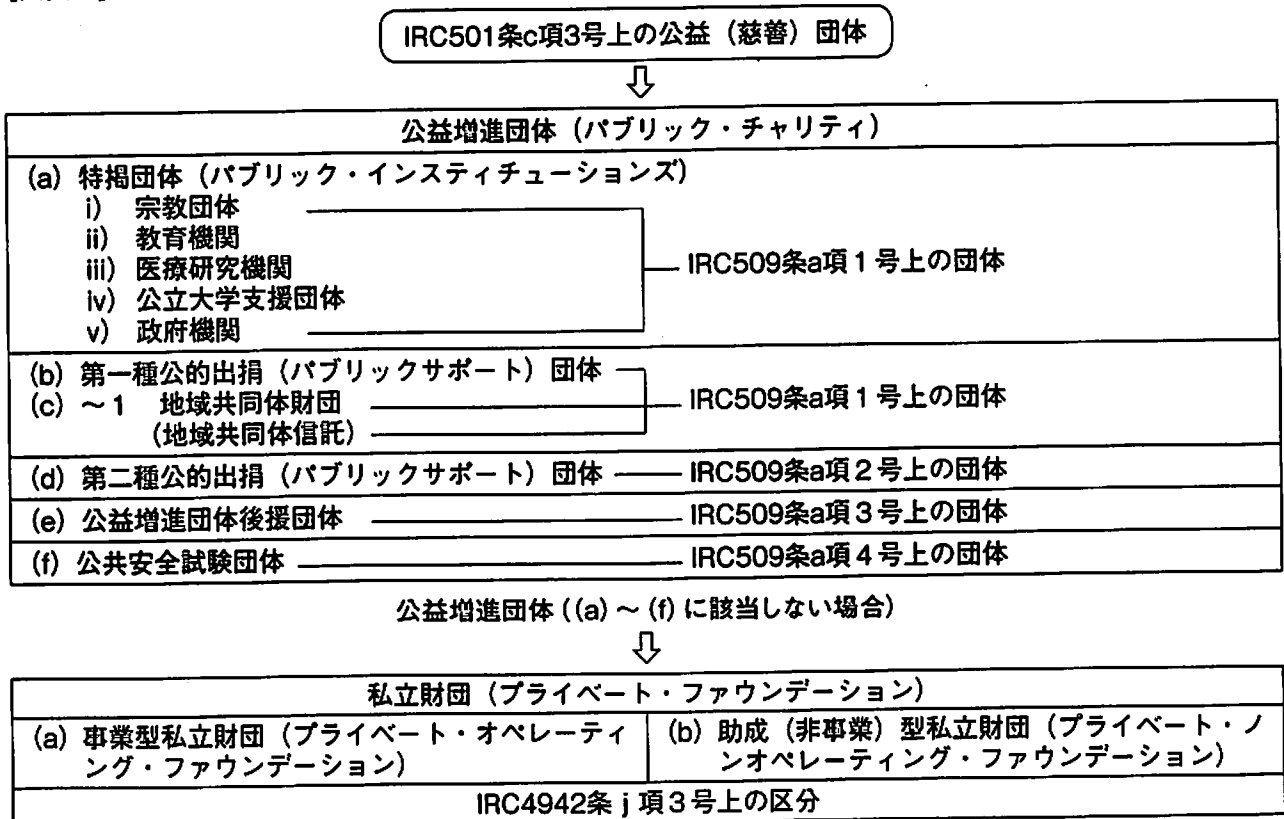 IRC501条c項3号上の公益（慈善）団体
公益増進団体（パブリック・チャリティ）
(a) 特掲団体（パブリック・インスティチューションズ）
i) 宗教団体
ii) 教育機関
iii) 医療研究機関
IRC509条a項1号上の団体
iv) 公立大学支援団体
v) 政府機関
(b) 第一種公的出捐（パブリックサポート）団体
(c) ～1 地域共同体財団
IRC509条a項1号上の団体
（地域共同体信託）
(d) 第二種公的出捐（パブリックサポート）団体 IRC509条a項2号上の団体
(e) 公益増進団体後援団体 IRC509条a項3号上の団体
(f) 公共安全試験団体 IRC509条a項4号上の団体
公益増進団体（(a)～(f)に該当しない場合）
私立財団（プライベート・ファウンデーション）
(a) 事業型私立財団（プライベート・オペレーティ
ング・ファウンデーション）
(b) 助成（非事業）型私立財団（プライベート・ノ
ンオペレーティング・ファウンデーション）
IRC4942条j項3号上の区分